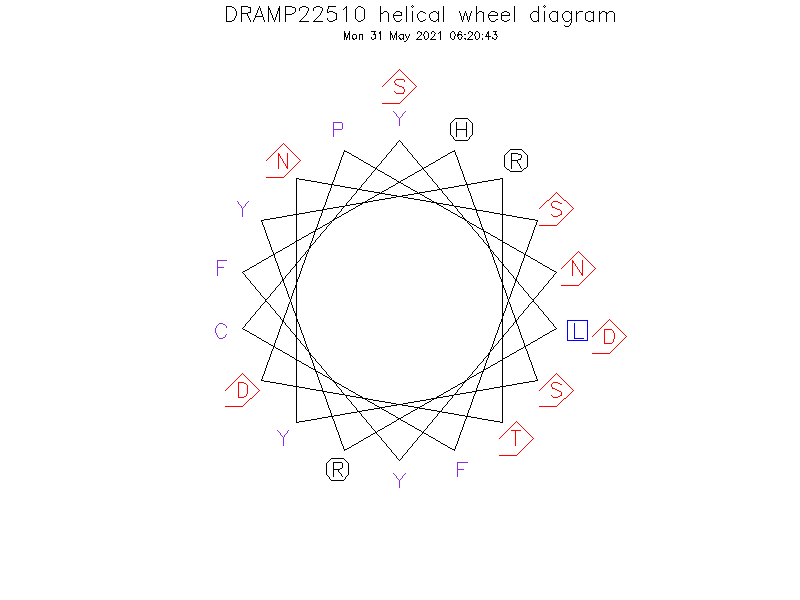 DRAMP22510 helical wheel diagram
Mon 31 May 2021 06:20:43
S
P Y H
N R
Y S
F N
C L D
D S
Y T
R Y F